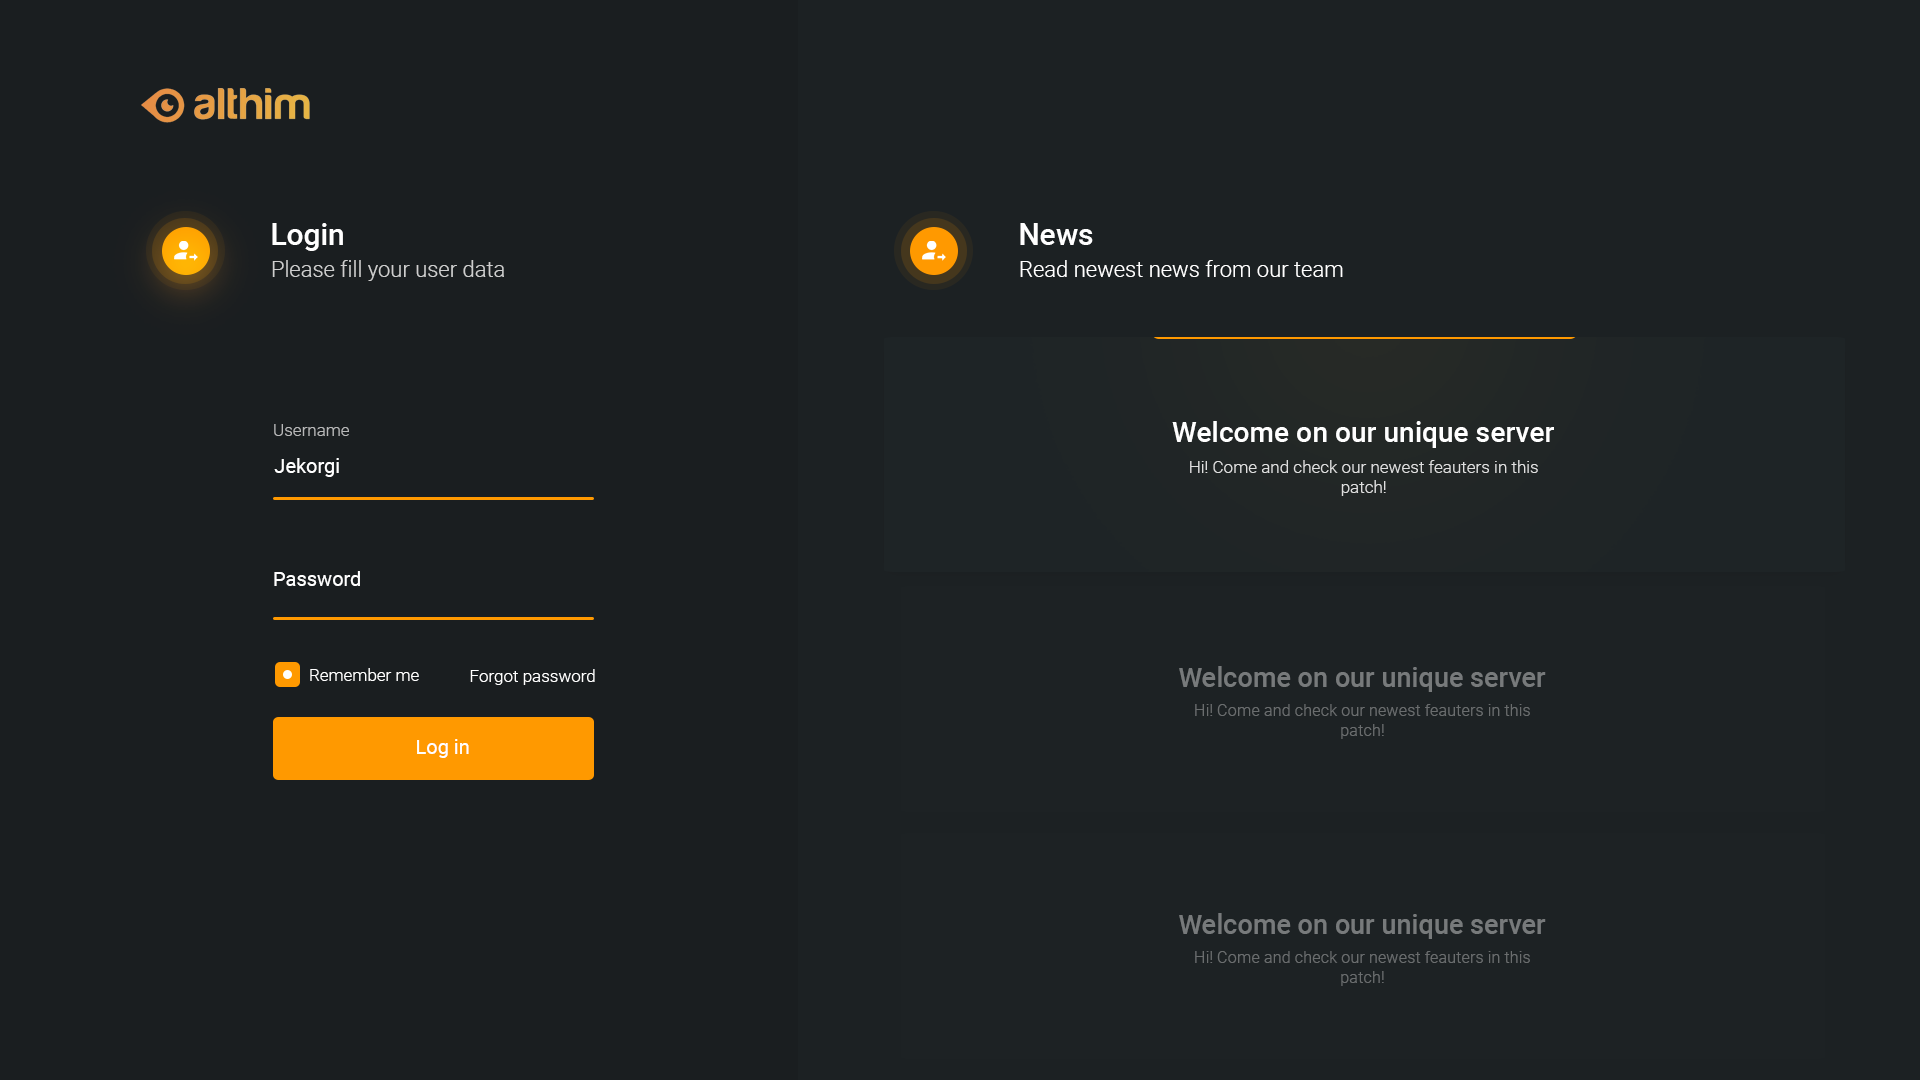 althim
Login
Please fill your user data
Username
Jekorgi
Password
Remember me
Forgot password
Log in
News
Read newest news from our team
Welcome on our unique server
Hi! Come and check our newest feauters in this
patch!
Welcome on our unique server
Hi! Come and check our newest feauters in this
patch!
Welcome on our unique server
Hi! Come and check our newest feauters in this
patch!